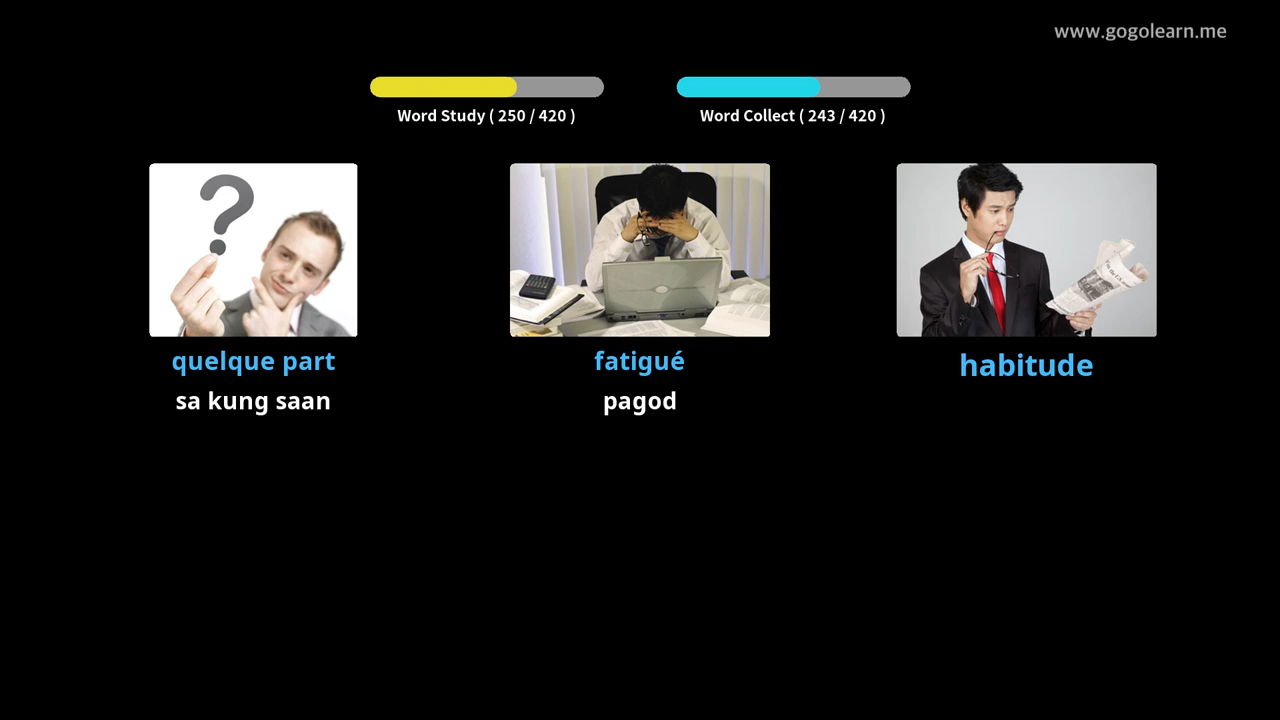 www.gogolearn.me
Word Study ( 250 / 420 )
Word Collect ( 243 / 420 )
quelque part
sa kung saan
fatigué
pagod
habitude